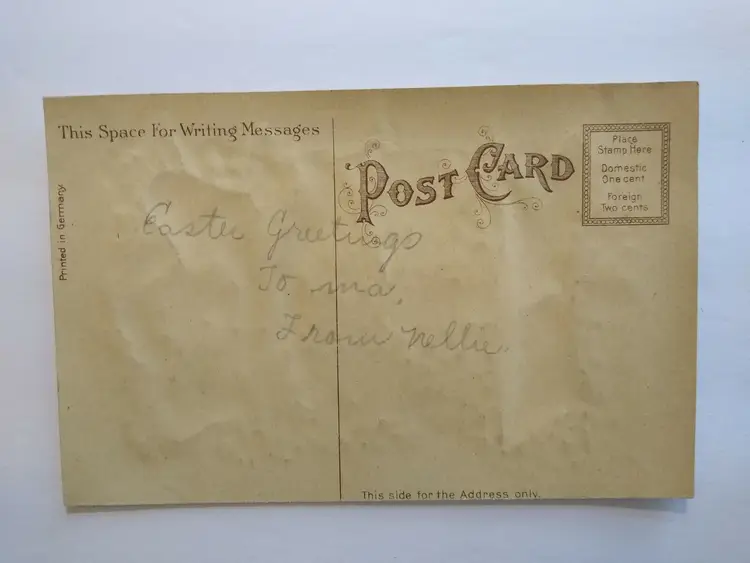 This Space For Writing Messages
Printed in Germany.
POST CARD
Place
Stamp Here
Domestic
One cent
Foreign
Two cents
Easter Greetings
To ma,
From Nellie
This side for the Address only.